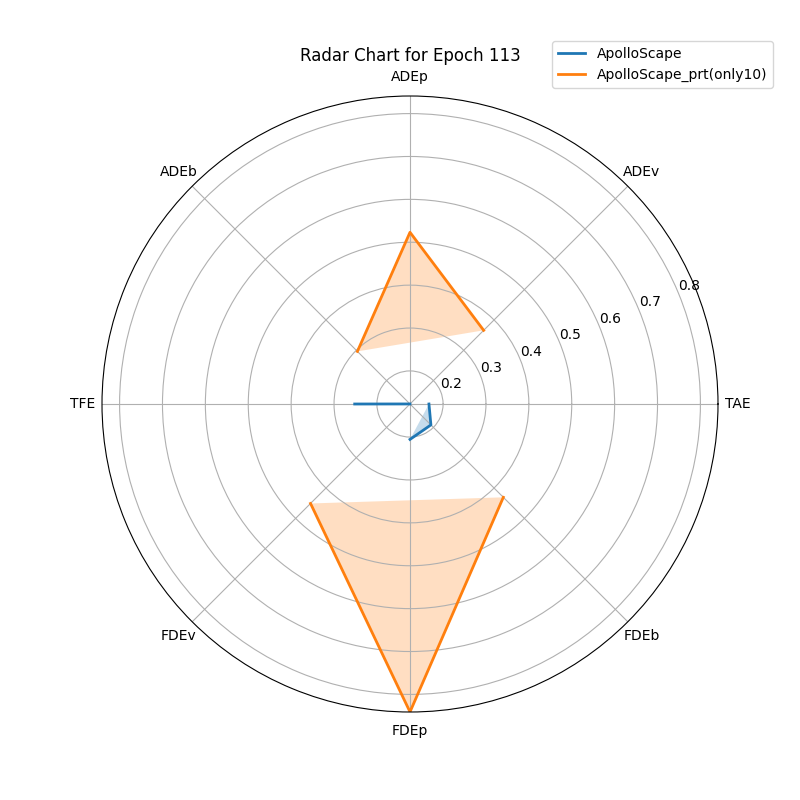 Radar Chart for Epoch 113
ApolloScape
ApolloScape_prt(only10)
ADEp
ADEb
ADEv
0.8
0.7
0.6
0.5
0.4
0.3
0.2
TFE
TAE
FDEv
FDEb
FDEp